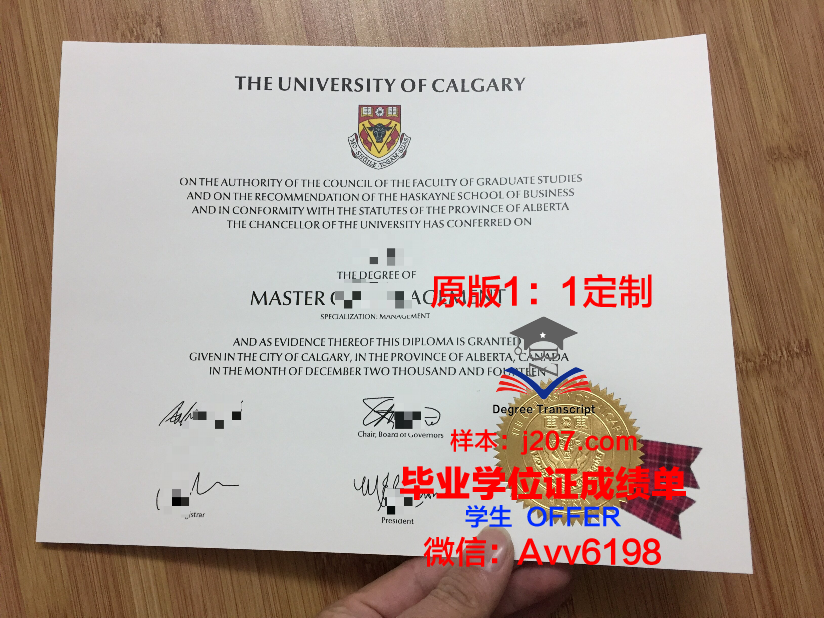 THE UNIVERSITY OF CALGARY
ON THE AUTHORITY OF THE COUNCIL OF THE FACULTY OF GRADUATE STUDIES
AND ON THE RECOMMENDATION OF THE HASKAYNE SCHOOL OF BUSINESS
AND IN CONFORMITY WITH THE STATUTES OF THE PROVINCE OF ALBERTA
THE CHANCELLOR OF THE UNIVERSITY HAS CONFERRED ON
THE DEGREE OF
MASTER
原版1：1定制
SPECIALIZATION: MANAGEMENT
AND AS EVIDENCE THEREOF THIS DIPLOMA IS GRANTED
GIVEN IN THE CITY OF CALGARY, IN THE PROVINCE OF ALBERTA, CANADA
IN THE MONTH OF DECEMBER TWO THOUSAND AND FOURTEEN
Degree Transcript
Chair, Board of Governors
样本：j207.com
毕业学位证成绩单
学生 OFFER
President
微信：Avv6198